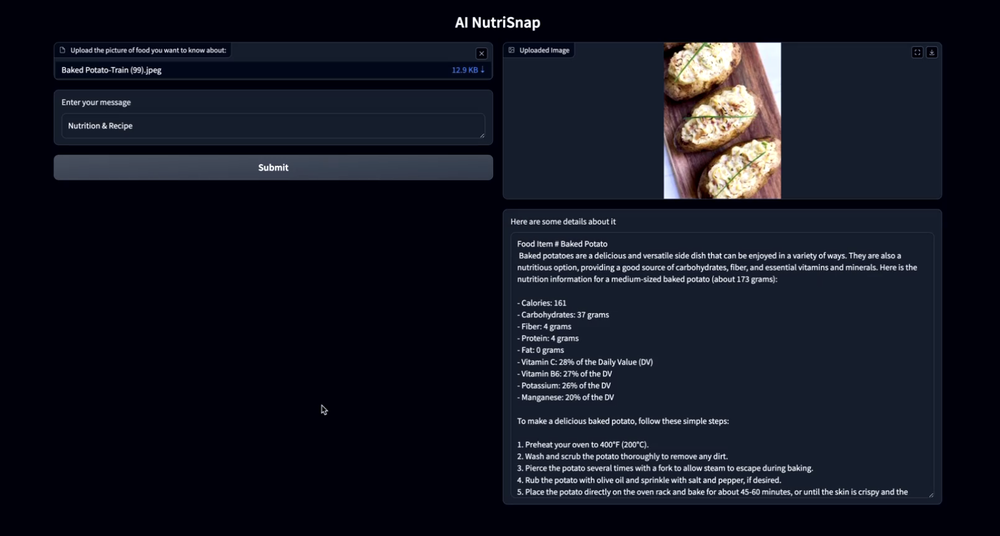 AI NutriSnap
Upload the picture of food you want to know about:
Baked Potato-Train (99).jpeg
12.9 KB ↓
Enter your message
Nutrition & Recipe
Submit
Uploaded Image
Here are some details about it
Food Item # Baked Potato
Baked potatoes are a delicious and versatile side dish that can be enjoyed in a variety of ways. They are also a
nutritious option, providing a good source of carbohydrates, fiber, and essential vitamins and minerals. Here is the
nutrition information for a medium-sized baked potato (about 173 grams):
- Calories: 161
- Carbohydrates: 37 grams
- Fiber: 4 grams
- Protein: 4 grams
- Fat: 0 grams
- Vitamin C: 28% of the Daily Value (DV)
- Vitamin B6: 27% of the DV
- Potassium: 26% of the DV
- Manganese: 20% of the DV
To make a delicious baked potato, follow these simple steps:
1. Preheat your oven to 400°F (200°C).
2. Wash and scrub the potato thoroughly to remove any dirt.
3. Pierce the potato several times with a fork to allow steam to escape during baking.
4. Rub the potato with olive oil and sprinkle with salt and pepper, if desired.
5. Place the potato directly on the oven rack and bake for about 45-60 minutes, or until the skin is crispy and the